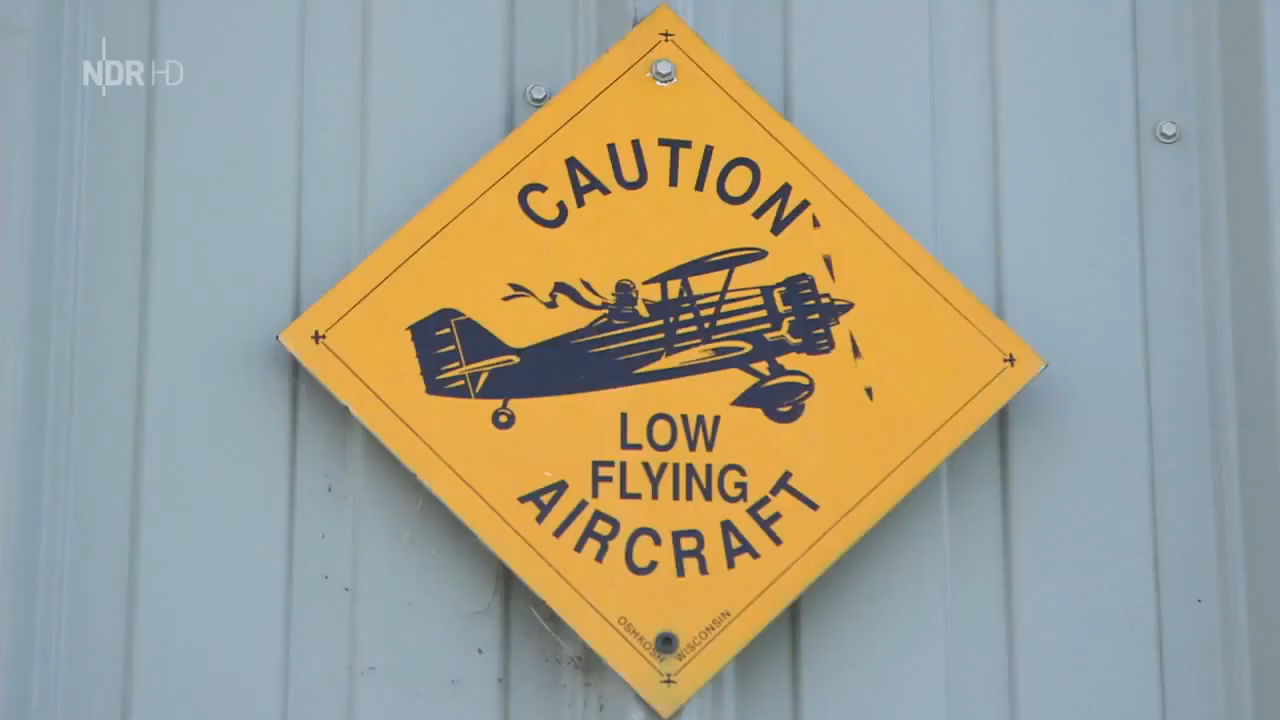 NDR HD
CAUTION
LOW
FLYING
AIRCRAFT
OSHKOSH WISCONSIN